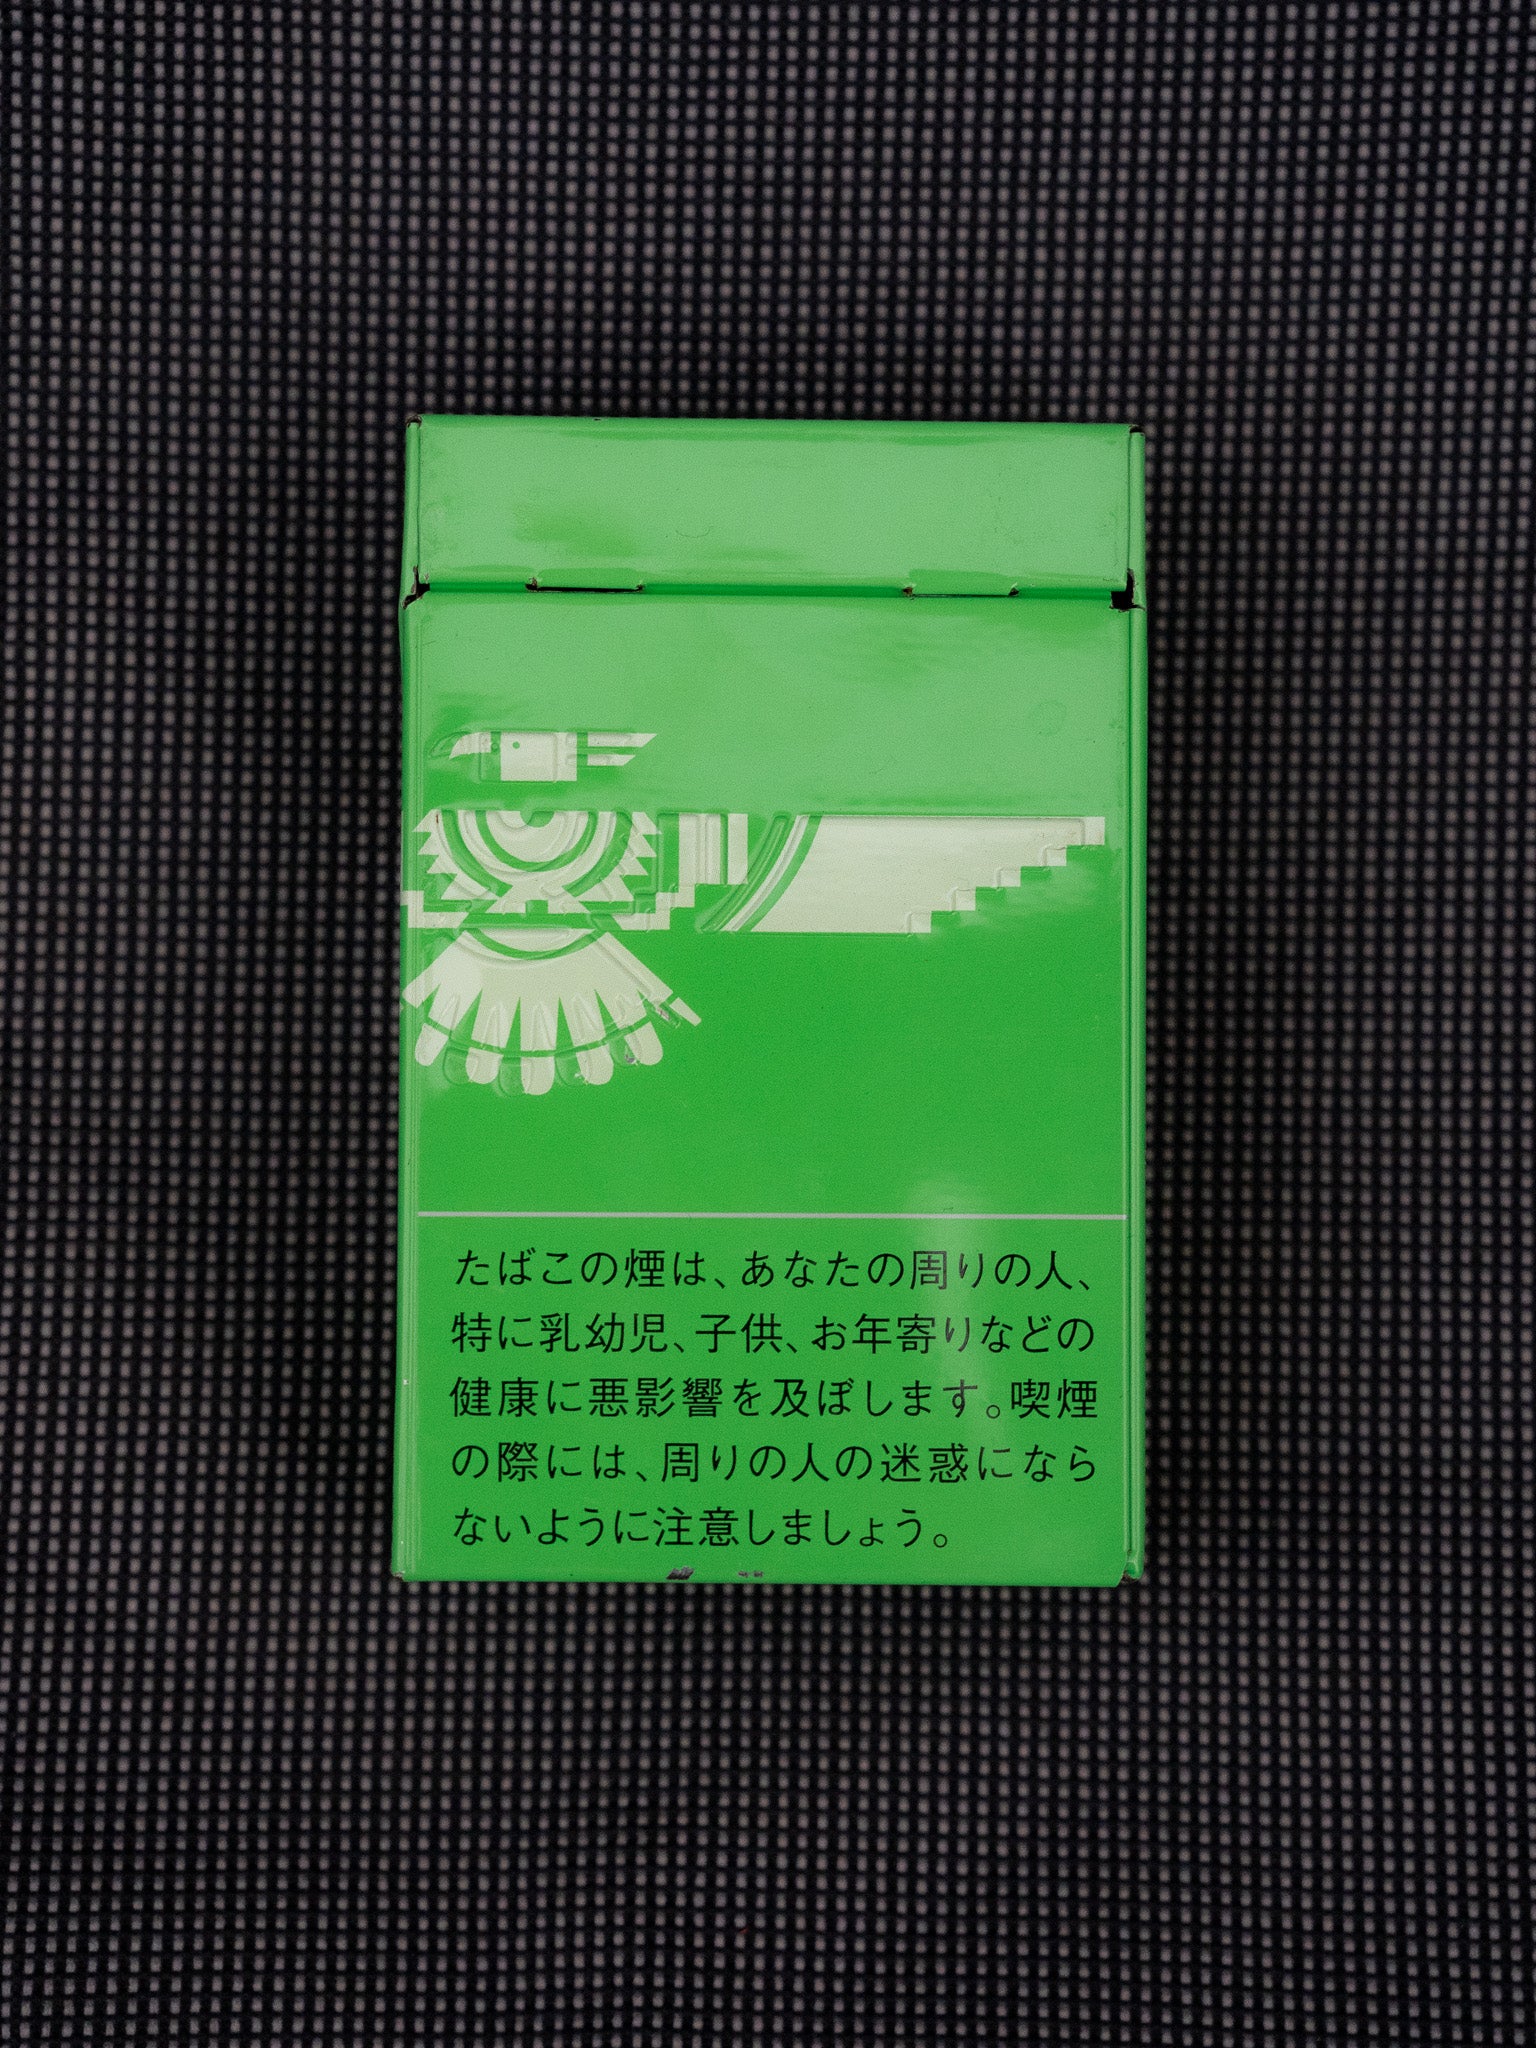 たばこの煙は、あなたの周りの人、
特に乳幼児、子供、お年寄りなどの
健康に悪影響を及ぼします。喫煙
の際には、周りの人の迷惑になら
ないように注意しましょう。